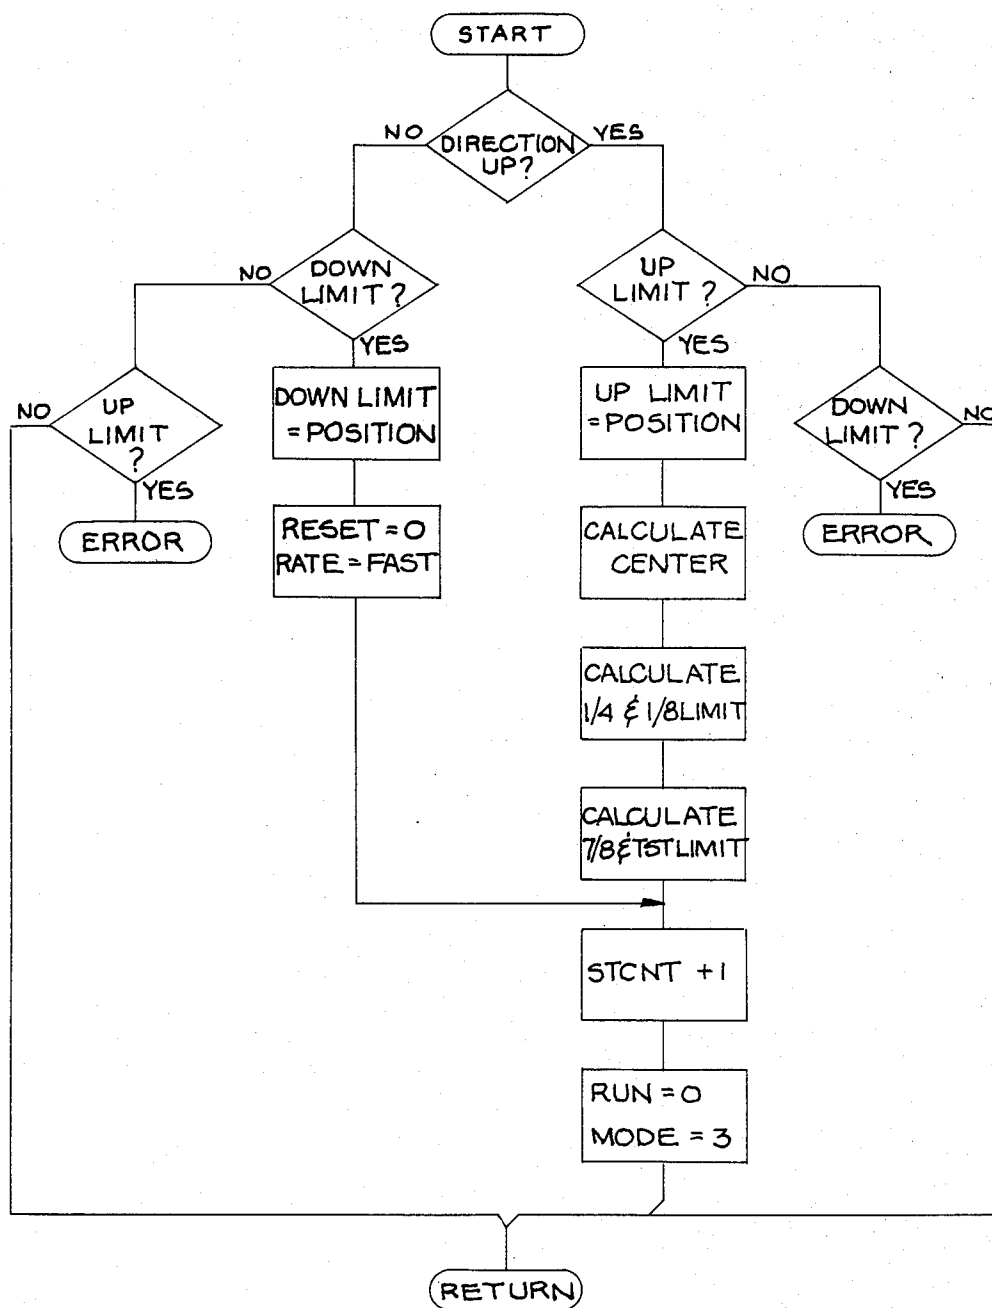 START
NO
DIRECTION
UP?
YES
NO
DOWN
LIMIT?
YES
UP
LIMIT?
NO
YES
NO
UP
LIMIT
?
YES
ERROR
DOWN LIMIT
=POSITION
UP LIMIT
=POSITION
DOWN
LIMIT?
NO
YES
ERROR
RESET=0
RATE=FAST
CALCULATE
CENTER
CALCULATE
1/4 & 1/8 LIMIT
CALCULATE
7/8 & TST LIMIT
STCNT +1
RUN=0
MODE=3
RETURN